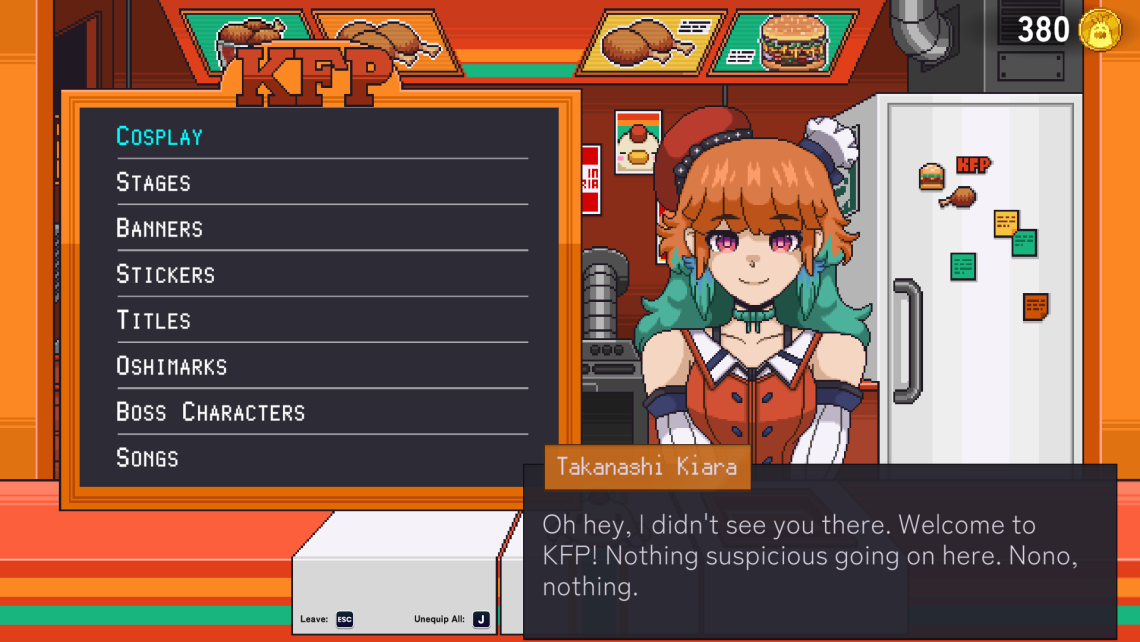 380
KFP
COSPLAY
STAGES
BANNERS
STICKERS
TITLES
OSHIMARKS
BOSS CHARACTERS
SONGS
KFP
IN
Takanashi Kiara
Oh hey, I didn't see you there. Welcome to
KFP! Nothing suspicious going on here. Nono,
nothing.
Leave: ESC
Unequip All: J